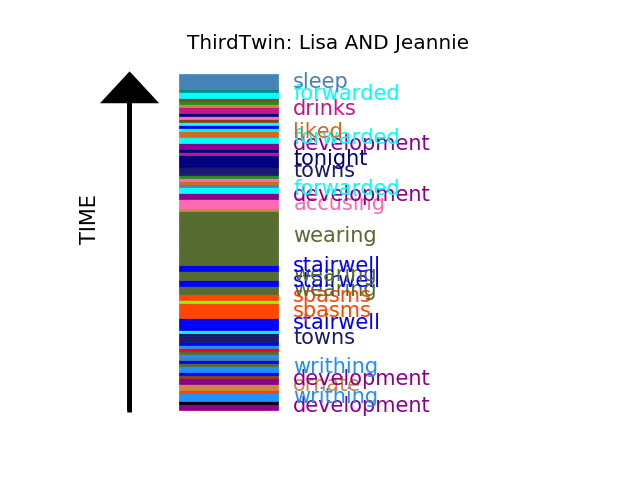 ThirdTwin: Lisa AND Jeannie
TIME
sleep
forwarded
drinks
liked
forwarded
development
tonight
towns
forwarded
development
accusing
wearing
stairwell
wearing
stairwell
wearing
spasms
spasms
stairwell
towns
writhing
development
ornate
writhing
development